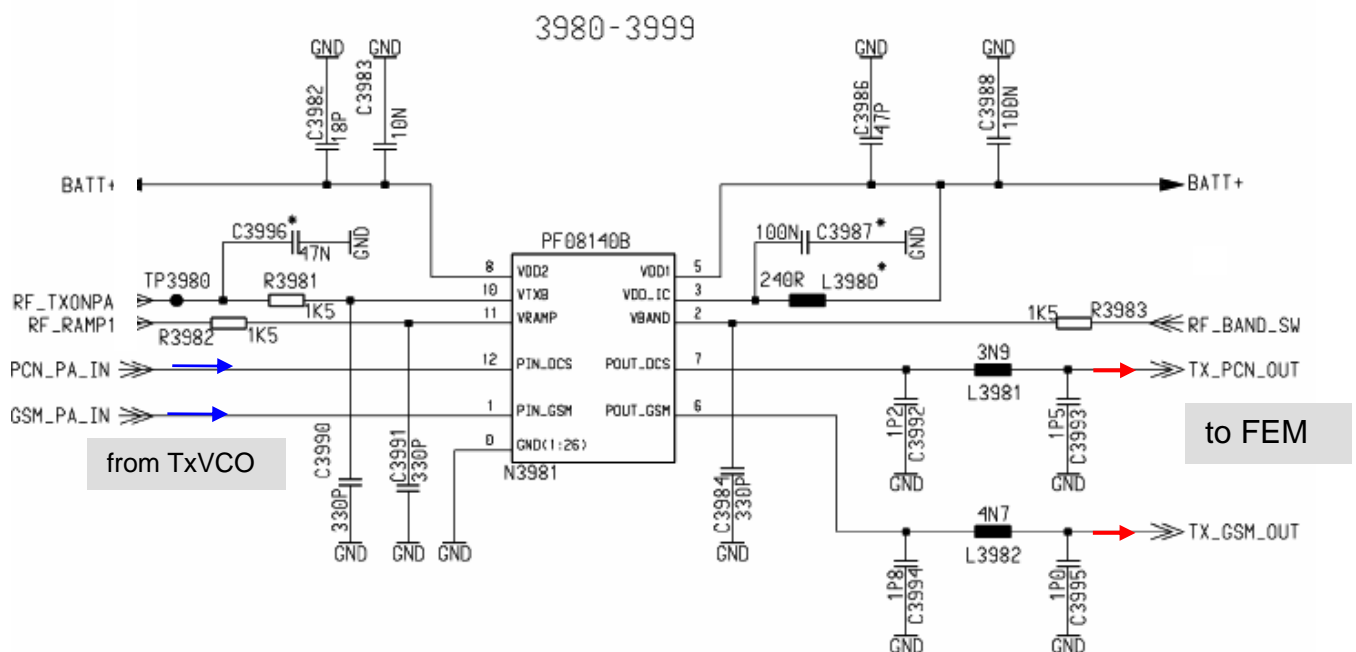 3980-3999
GND
GND
GND
GND
C3982
18P
C3983
10N
C3986
47P
C3988
100N
BATT+
BATT+
C3996*
47N
GND
PF08140B
100N
C3987*
GND
TP3980
R3981
1K5
8
VDD2
VDD1
5
240R
L3980*
RF_TXONPA
10
VTXB
VDD_IC
3
RF_RAMP1
R3982
1K5
11
VRAMP
VBAND
2
1K5
R3983
RF_BAND_SW
PCN_PA_IN
12
PIN_DCS
POUT_DCS
7
3N9
L3981
TX_PCN_OUT
GSM_PA_IN
1
PIN_GSM
POUT_GSM
6
1P2
C3992
1P5
C3993
to FEM
from TxVCO
0
GND(1:26)
N3981
C3990
330P
C3991
330P
C3984
330P
GND
GND
4N7
L3982
TX_GSM_OUT
GND
GND
GND
GND
1P8
C3994
1P0
C3995
GND
GND